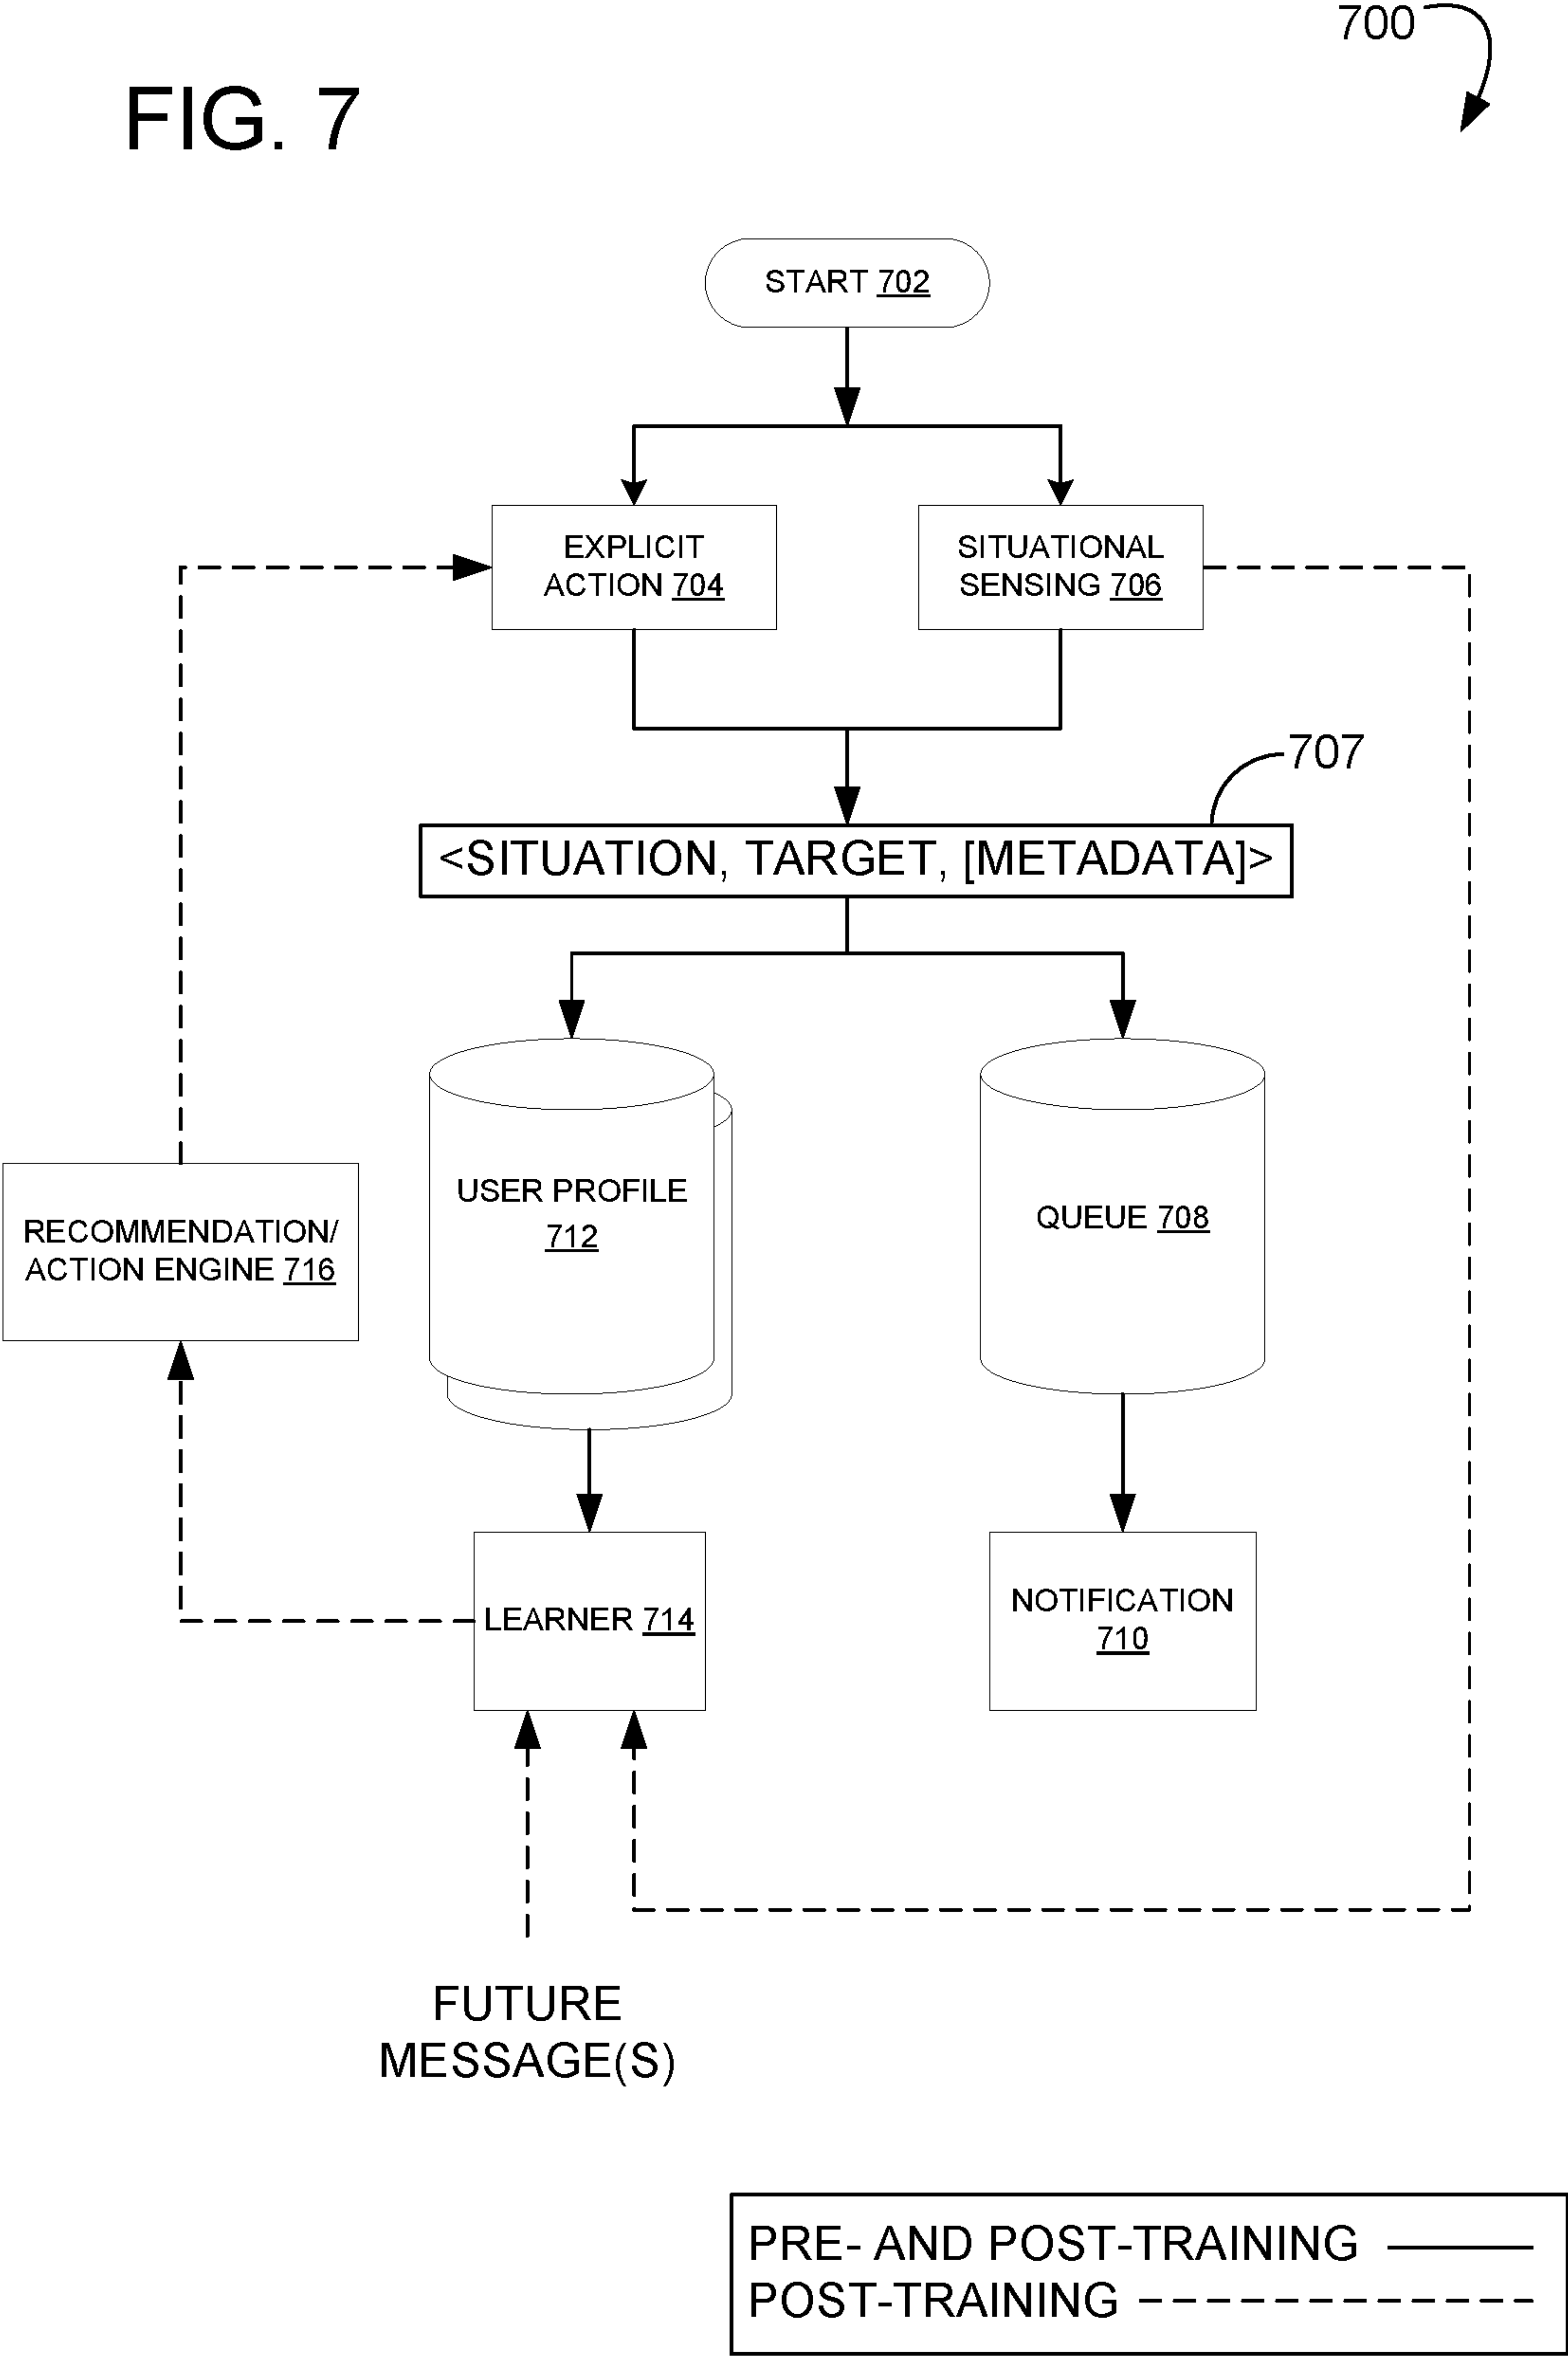 700
FIG. 7
START 702
EXPLICIT
ACTION 704
SITUATIONAL
SENSING 706
707
<SITUATION, TARGET, [METADATA]>
USER PROFILE
712
QUEUE 708
RECOMMENDATION/
ACTION ENGINE 716
LEARNER 714
NOTIFICATION
710
FUTURE
MESSAGE(S)
PRE- AND POST-TRAINING
POST-TRAINING